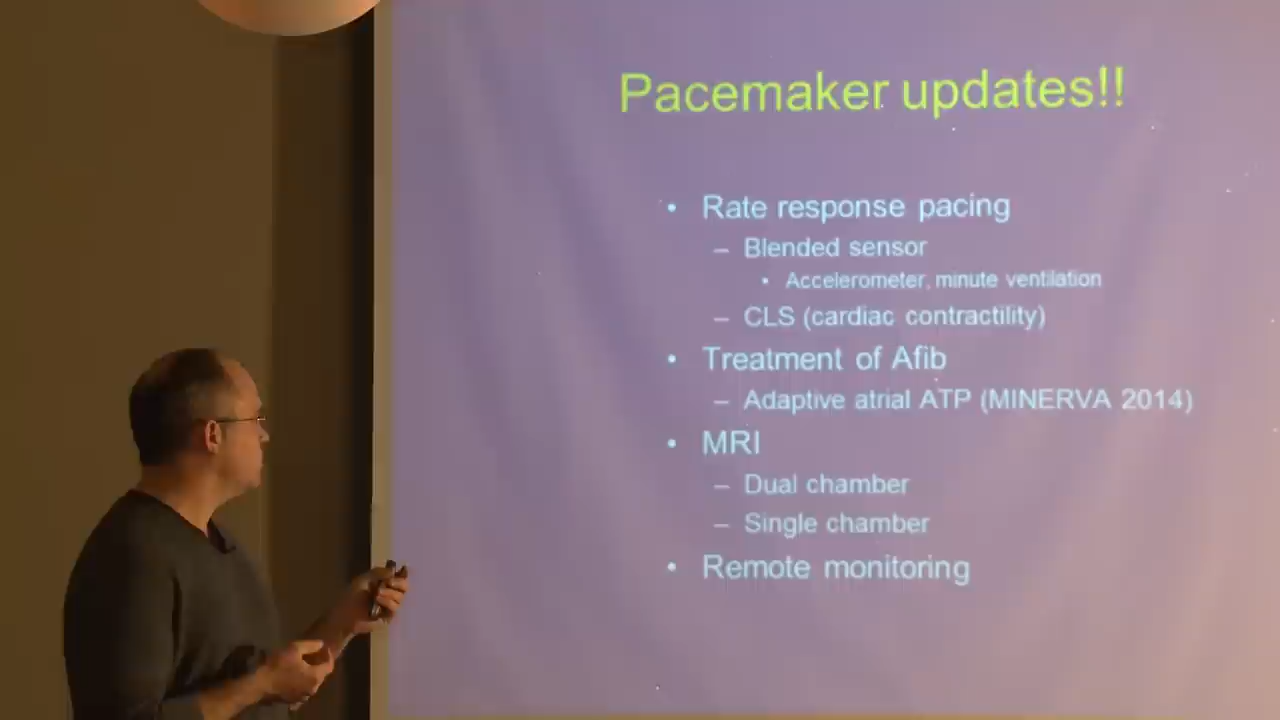 Pacemaker updates!!
• Rate response pacing
– Blended sensor
• Accelerometer, minute ventilation
– CLS (cardiac contractility)
• Treatment of Afib
– Adaptive atrial ATP (MINERVA 2014)
• MRI
– Dual chamber
– Single chamber
• Remote monitoring